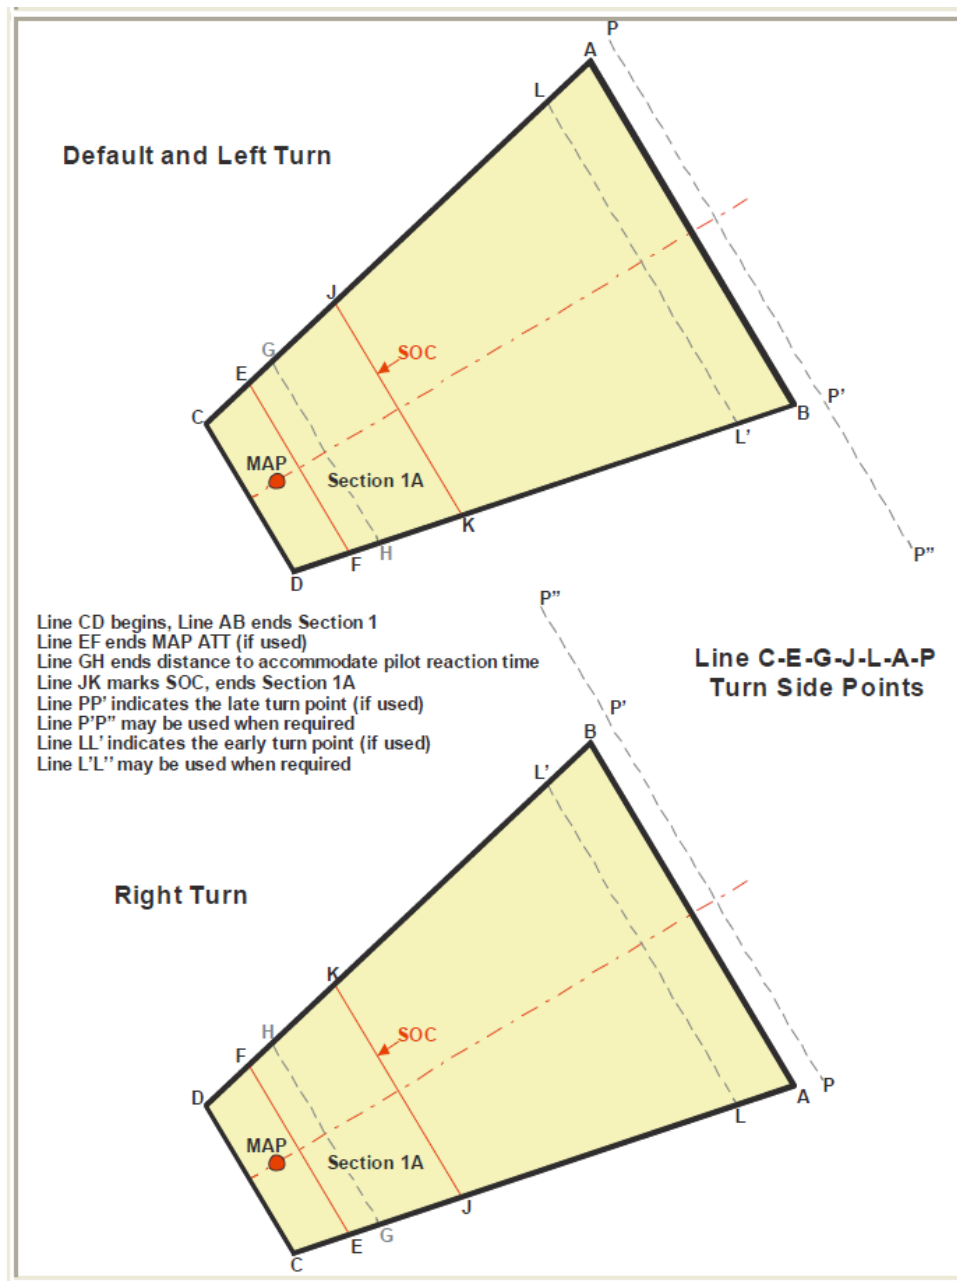 P
A
L
Default and Left Turn
J
G
SOC
E
C
P'
B
L'
MAP
Section 1A
K
H
F
P"
D
P"
Line CD begins, Line AB ends Section 1
Line EF ends MAP ATT (if used)
Line GH ends distance to accommodate pilot reaction time
Line JK marks SOC, ends Section 1A
Line PP' indicates the late turn point (if used)
Line P'P" may be used when required
Line LL' indicates the early turn point (if used)
Line L'L'' may be used when required
Line C-E-G-J-L-A-P
Turn Side Points
P'
B
L'
Right Turn
K
H
SOC
F
D
P
A
L
MAP
Section 1A
J
G
E
C